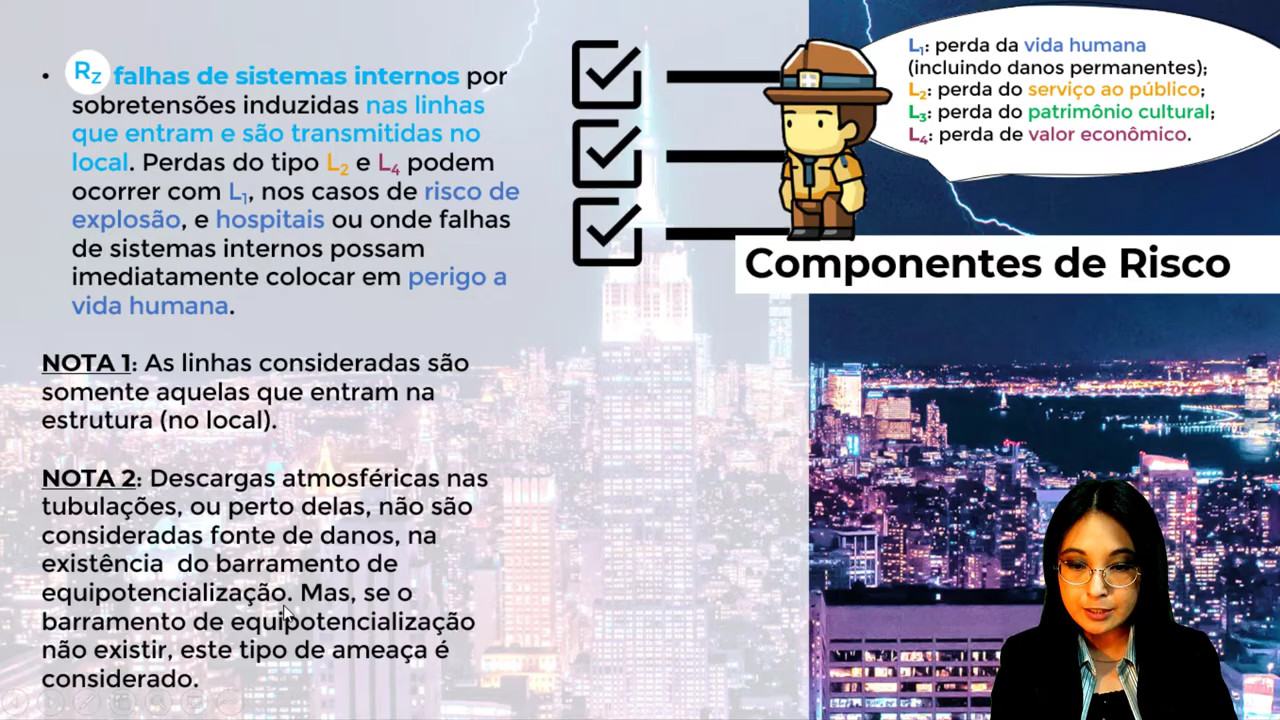 • RZ falhas de sistemas internos por
sobretensões induzidas nas linhas
que entram e são transmitidas no
local. Perdas do tipo L2 e L4 podem
ocorrer com L1, nos casos de risco de
explosão, e hospitais ou onde falhas
de sistemas internos possam
imediatamente colocar em perigo a
vida humana.
NOTA 1: As linhas consideradas são
somente aquelas que entram na
estrutura (no local).
NOTA 2: Descargas atmosféricas nas
tubulações, ou perto delas, não são
consideradas fonte de danos, na
existência do barramento de
equipotencialização. Mas, se o
barramento de equipotencialização
não existir, este tipo de ameaça é
considerado.
L1: perda da vida humana
(incluindo danos permanentes);
L2: perda do serviço ao público;
L3: perda do patrimônio cultural;
L4: perda de valor econômico.
Componentes de Risco